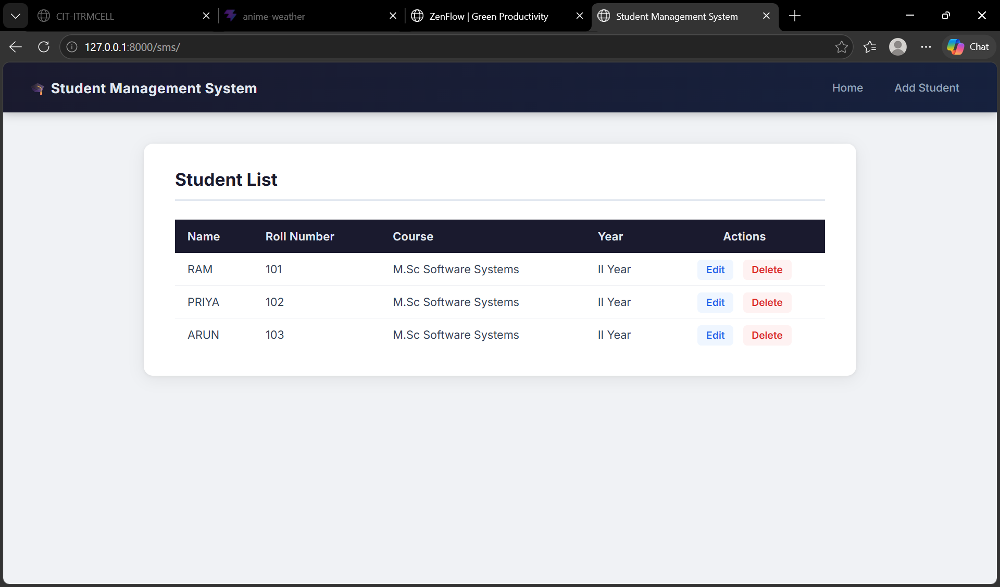 CIT-ITRMCELL
anime-weather
ZenFlow | Green Productivity
Student Management System
127.0.0.1:8000/sms/
Chat
Student Management System
Home
Add Student
Student List
Name Roll Number Course Year Actions
RAM 101 M.Sc Software Systems II Year Edit Delete
PRIYA 102 M.Sc Software Systems II Year Edit Delete
ARUN 103 M.Sc Software Systems II Year Edit Delete